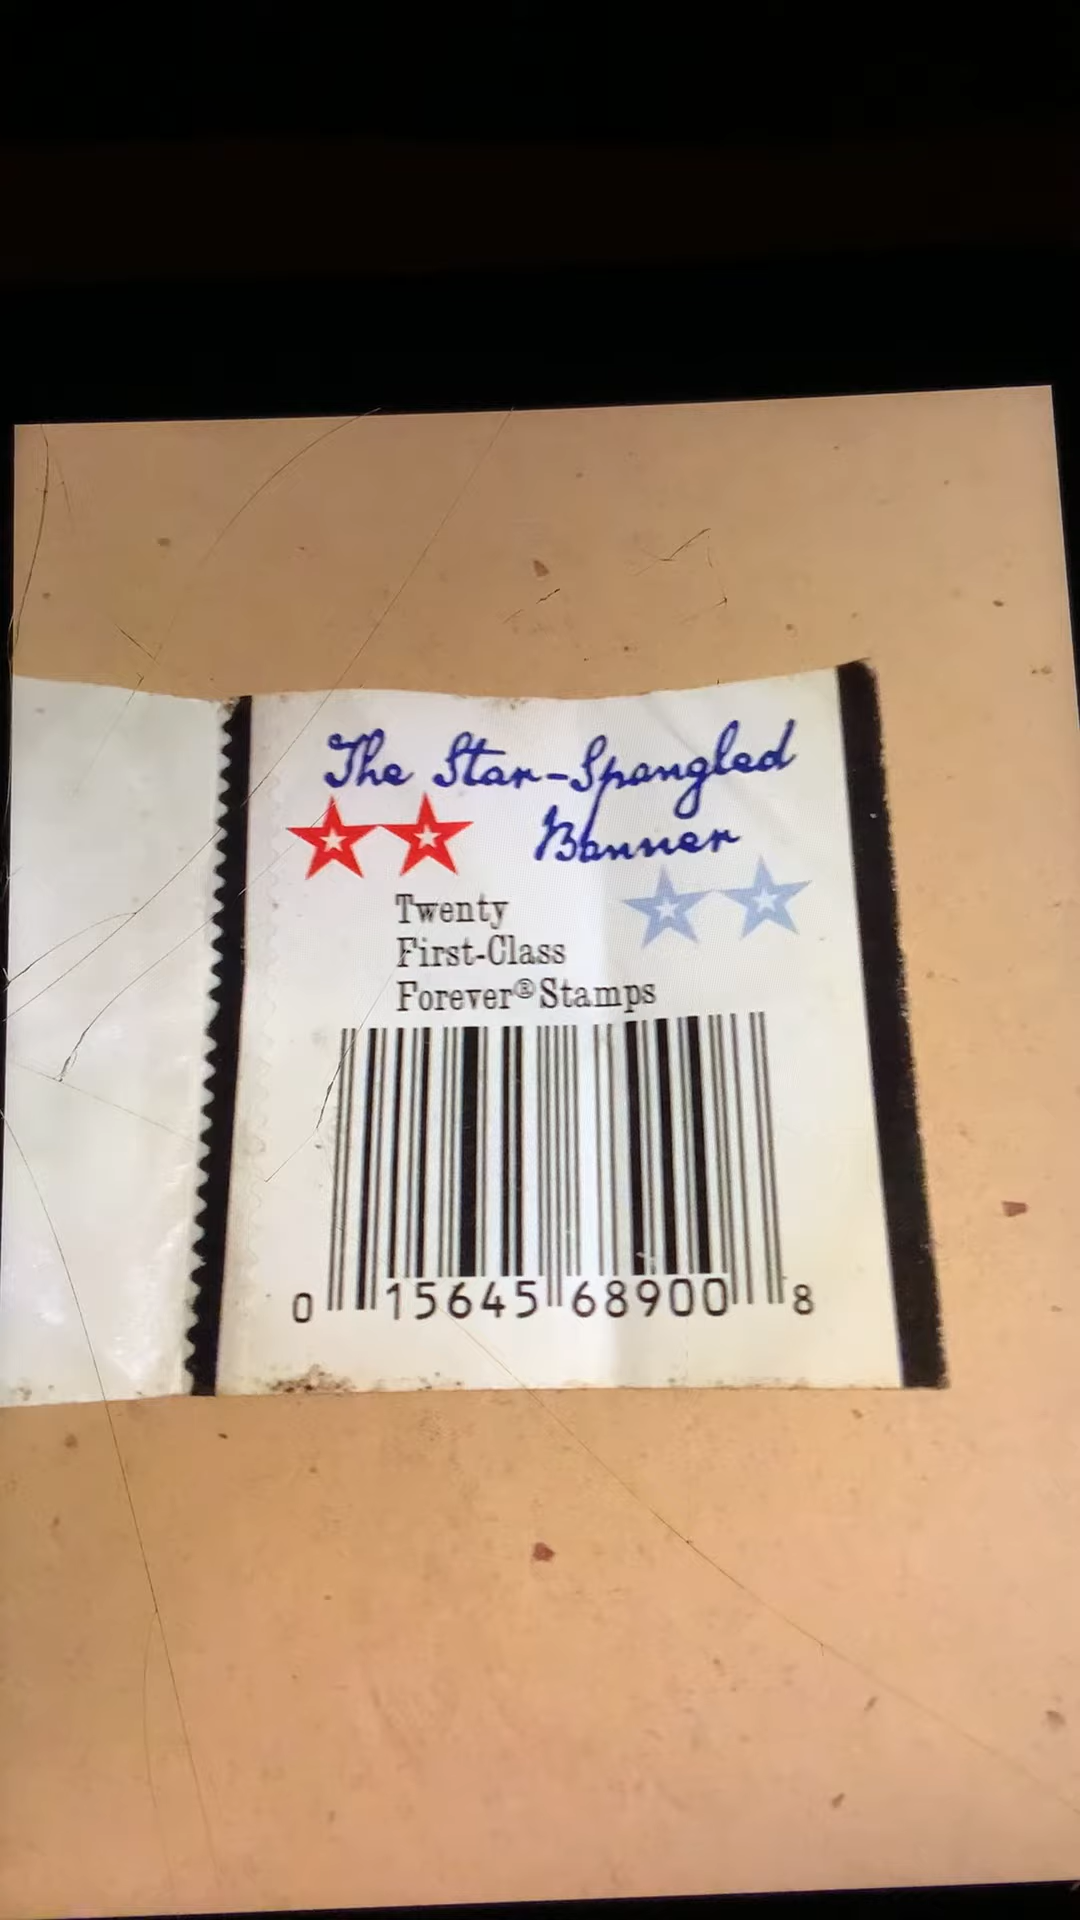 The Star-Spangled
Banner
Twenty
First-Class
Forever® Stamps
0 15645 68900 8